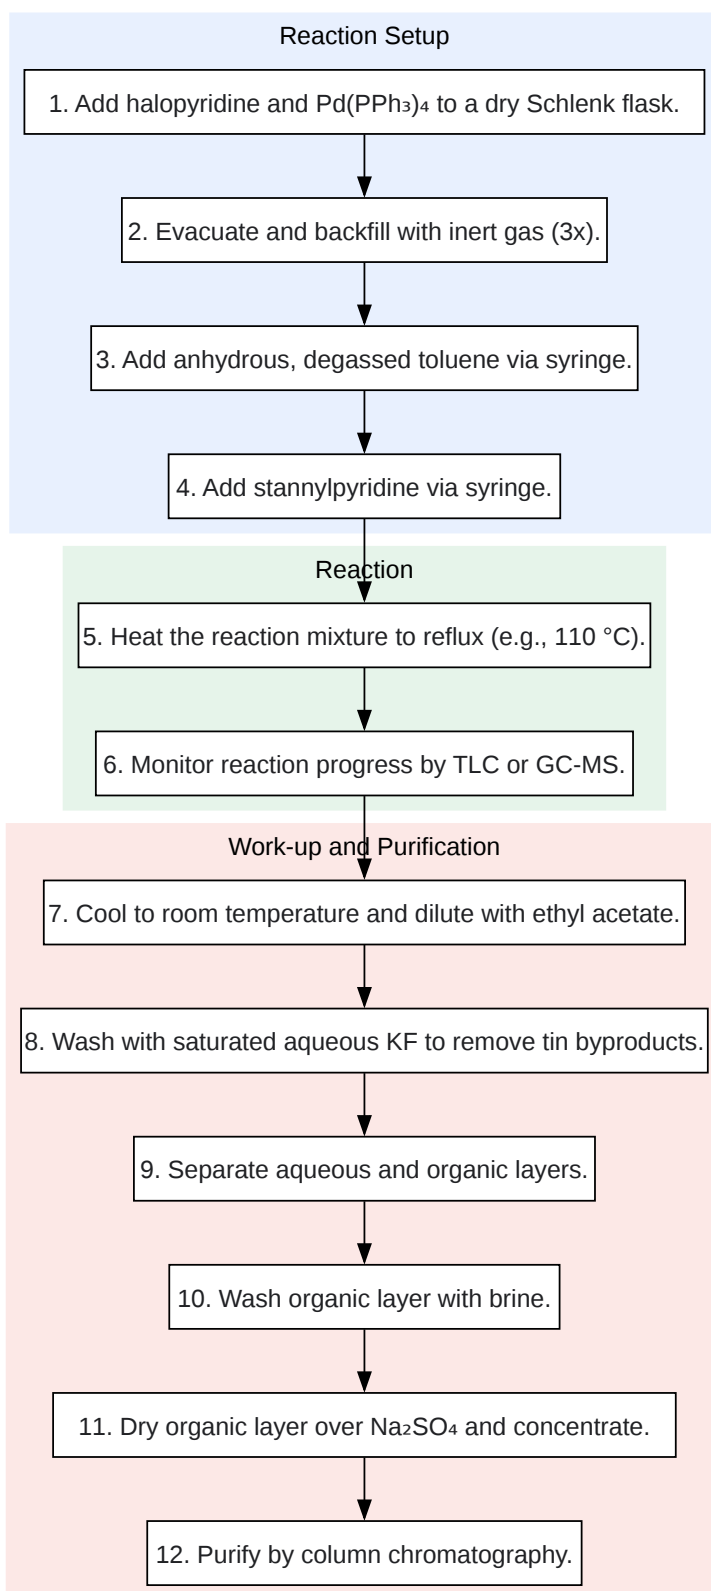 Reaction Setup
1. Add halopyridine and Pd(PPh₃)₄ to a dry Schlenk flask.
2. Evacuate and backfill with inert gas (3x).
3. Add anhydrous, degassed toluene via syringe.
4. Add stannylpyridine via syringe.
Reaction
5. Heat the reaction mixture to reflux (e.g., 110 °C).
6. Monitor reaction progress by TLC or GC-MS.
Work-up and Purification
7. Cool to room temperature and dilute with ethyl acetate.
8. Wash with saturated aqueous KF to remove tin byproducts.
9. Separate aqueous and organic layers.
10. Wash organic layer with brine.
11. Dry organic layer over Na₂SO₄ and concentrate.
12. Purify by column chromatography.